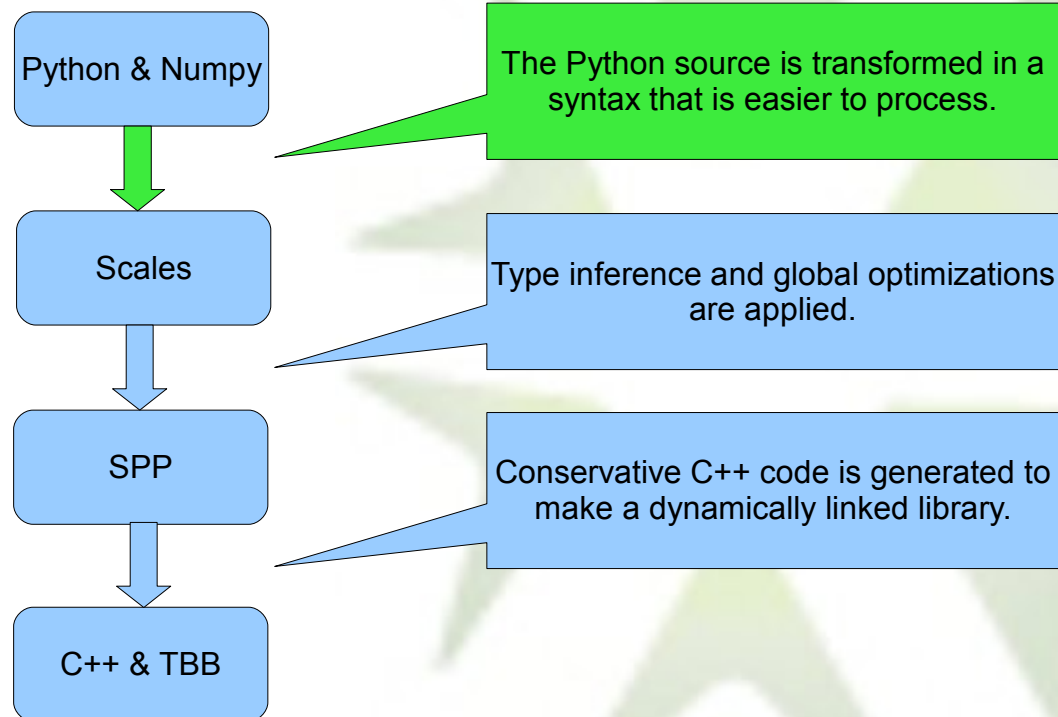 Python & Numpy
The Python source is transformed in a
syntax that is easier to process.
Scales
Type inference and global optimizations
are applied.
SPP
Conservative C++ code is generated to
make a dynamically linked library.
C++ & TBB